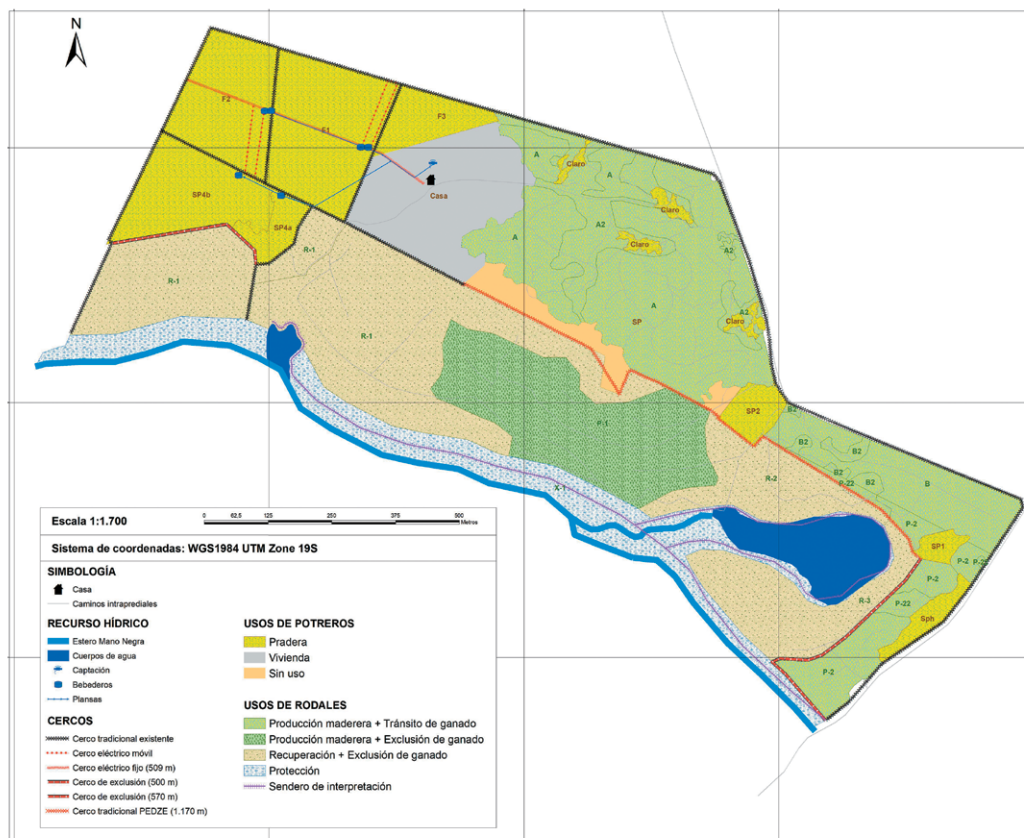 N
F2
F1
F3
A
Claro
A
Casa
Claro
SP4b
A2
SP4a
A
Claro
A2
R-1
R-1
A
A2
SP
Claro
R-1
SP2
B2
P-1
B2
B2
B2
R-2
P-22
B2
B
X-1
P-2
SP1
P-2
P-2
R-3
P-22
Sph
P-2
Escala 1:1.700
0 62,5 125 250 375 500
Metros
Sistema de coordenadas: WGS1984 UTM Zone 19S
SIMBOLOGÍA
Casa
Caminos intraprediales
RECURSO HÍDRICO
Estero Mano Negra
Cuerpos de agua
Captación
Bebederos
Plansas
CERCOS
Cerco tradicional existente
Cerco eléctrico móvil
Cerco eléctrico fijo (509 m)
Cerco de exclusión (500 m)
Cerco de exclusión (570 m)
Cerco tradicional PEDZE (1.170 m)
USOS DE POTREROS
Pradera
Vivienda
Sin uso
USOS DE RODALES
Producción maderera + Tránsito de ganado
Producción maderera + Exclusión de ganado
Recuperación + Exclusión de ganado
Protección
Sendero de interpretación